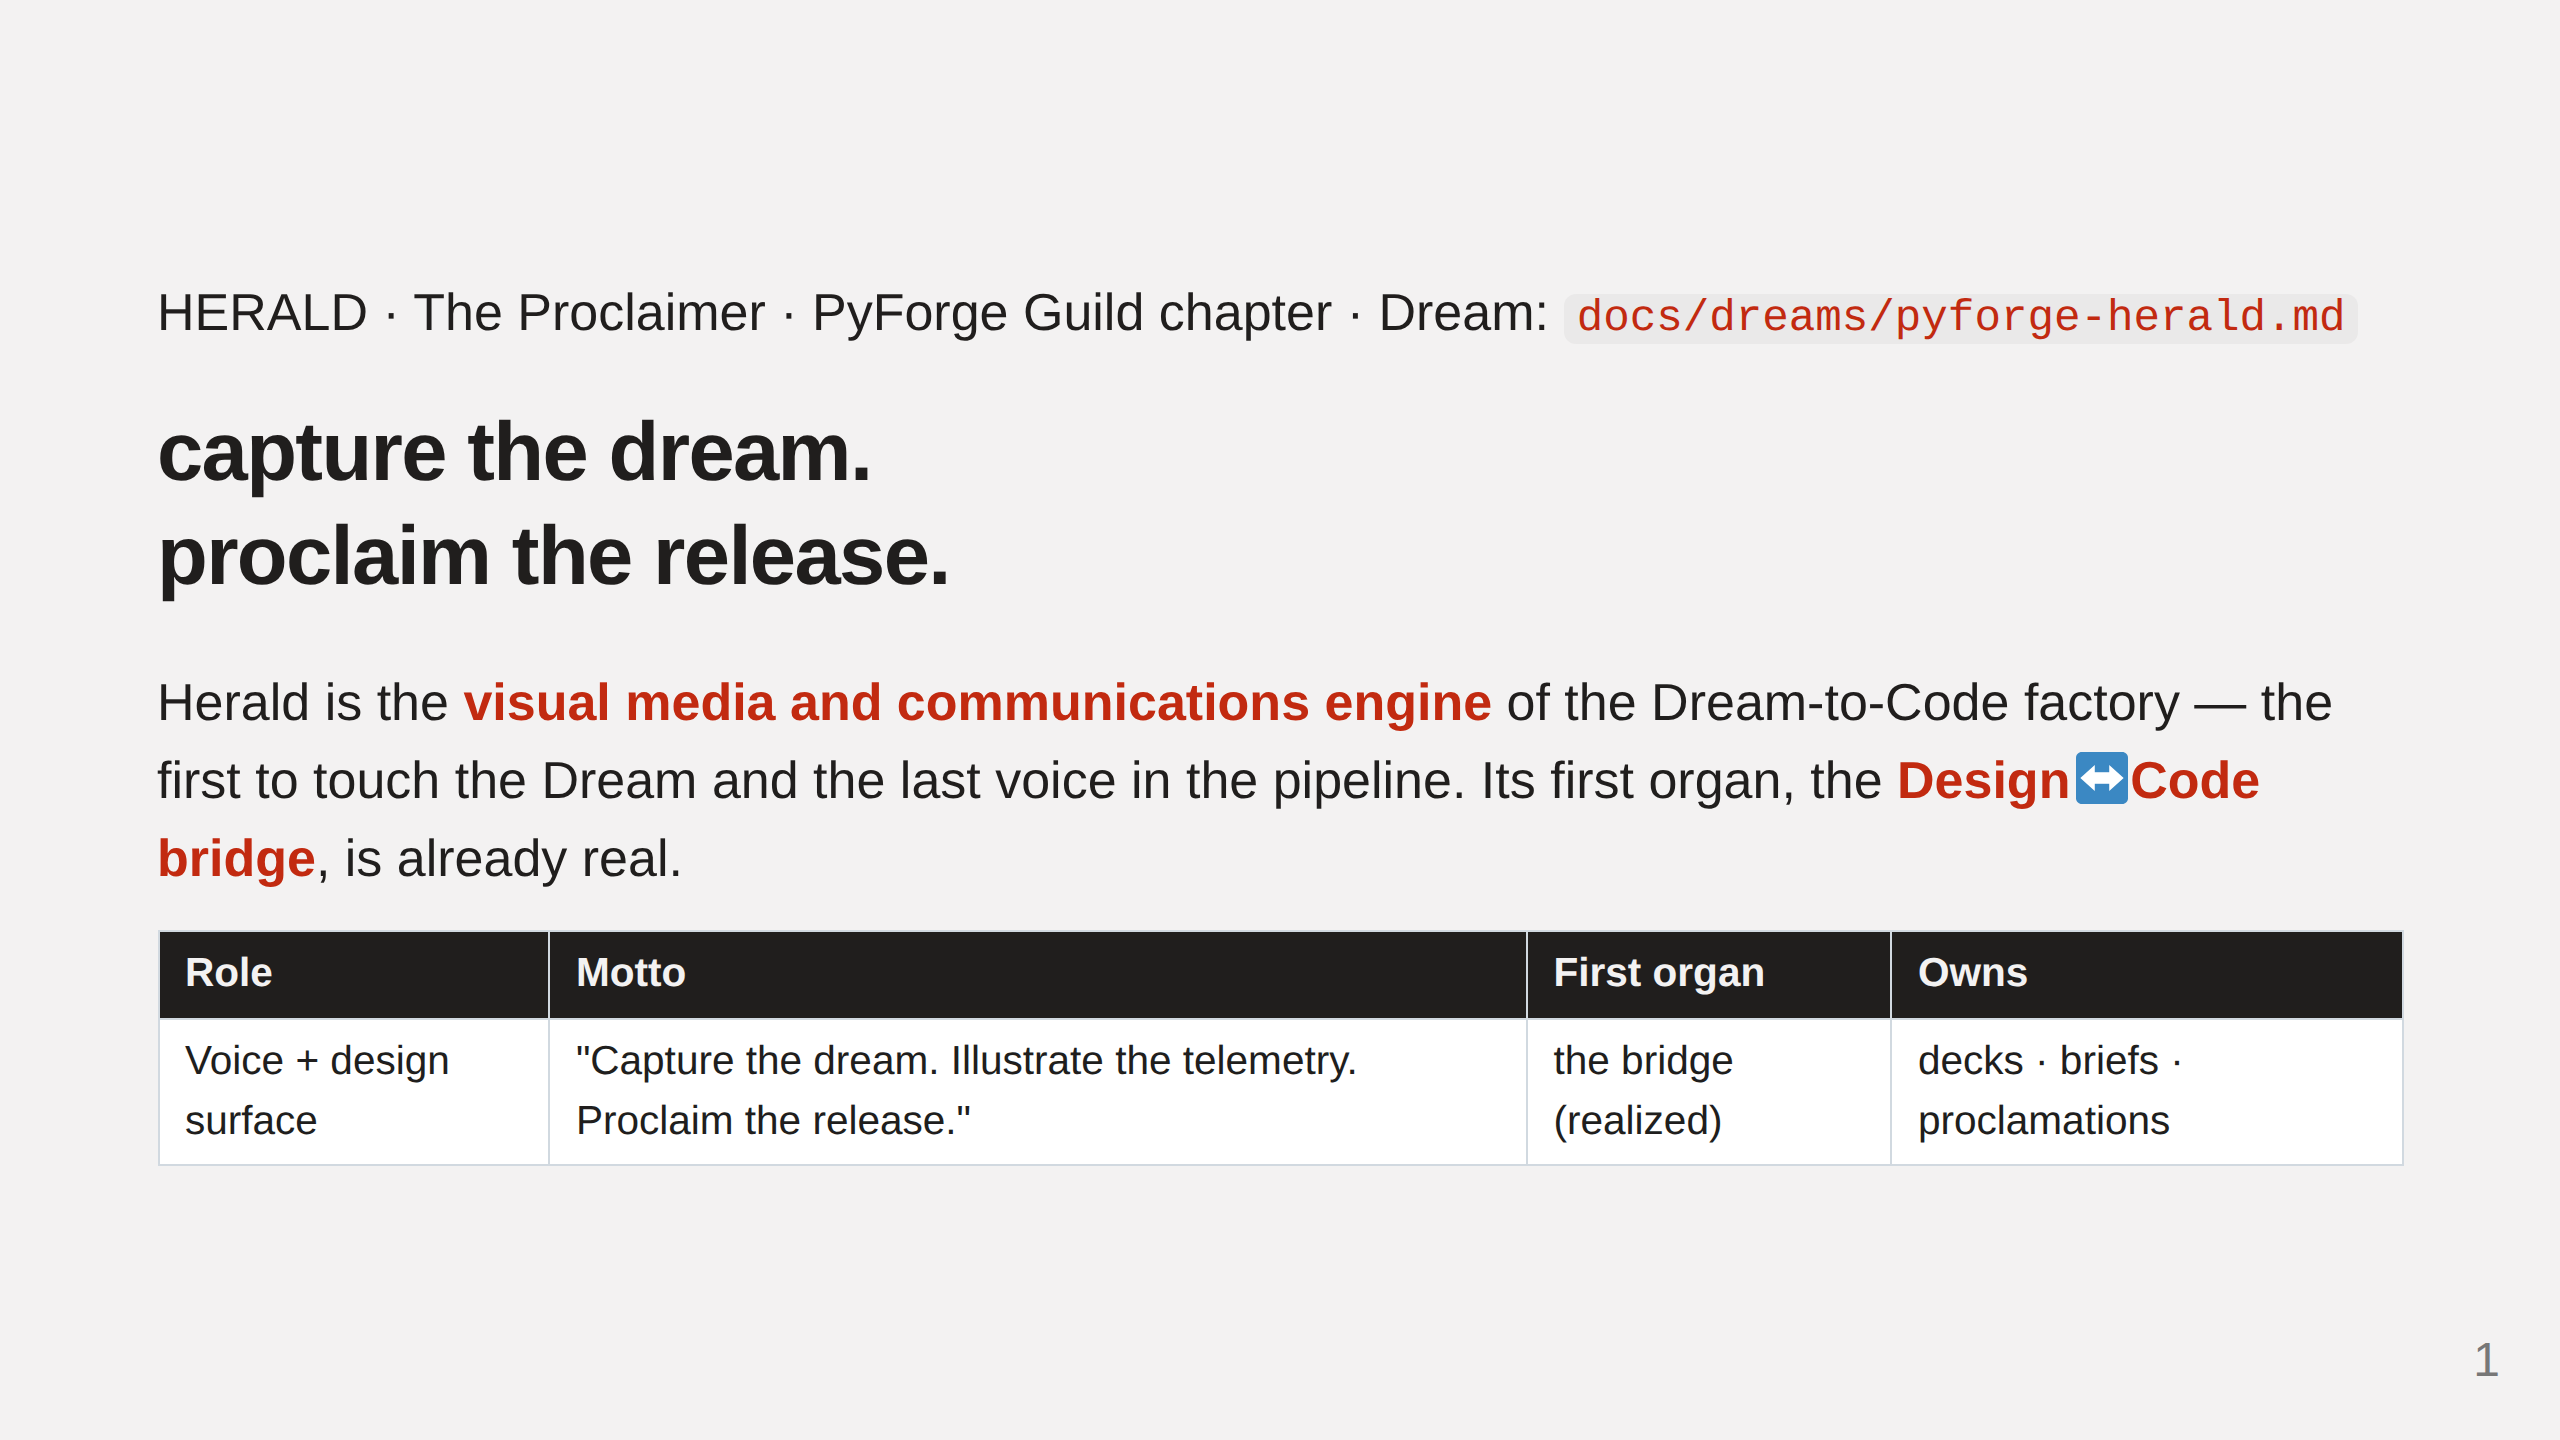 HERALD · The Proclaimer · PyForge Guild chapter · Dream: docs/dreams/pyforge-herald.md
capture the dream.
proclaim the release.
Herald is the visual media and communications engine of the Dream-to-Code factory — the
first to touch the Dream and the last voice in the pipeline. Its first organ, the Design↔️Code
bridge, is already real.
Role Motto First organ Owns
Voice + design surface "Capture the dream. Illustrate the telemetry. Proclaim the release." the bridge (realized) decks · briefs · proclamations
1